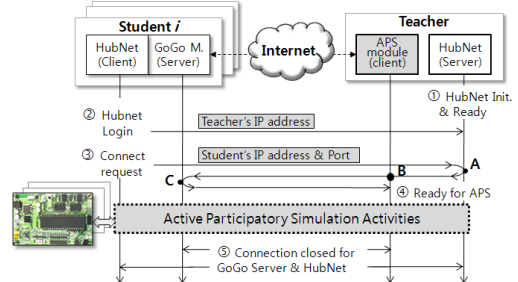 Student i
Teacher
HubNet
(Client)
GoGo M.
(Server)
Internet
APS
module
(client)
HubNet
(Server)
① HubNet Init.
& Ready
② Hubnet
Login
Teacher's IP address
③ Connect
request
Student's IP address & Port
A
B
C
④ Ready for APS
Active Participatory Simulation Activities
⑤ Connection closed for
GoGo Server & HubNet